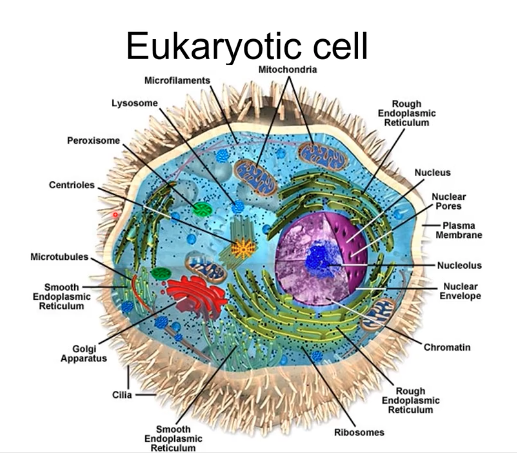 Eukaryotic cell
Mitochondria
Microfilaments
Lysosome
Rough
Endoplasmic
Reticulum
Peroxisome
Nucleus
Centrioles
Nuclear
Pores
Plasma
Membrane
Microtubules
Nucleolus
Smooth
Endoplasmic
Reticulum
Nuclear
Envelope
Golgi
Apparatus
Chromatin
Cilia
Rough
Endoplasmic
Reticulum
Smooth
Endoplasmic
Reticulum
Ribosomes